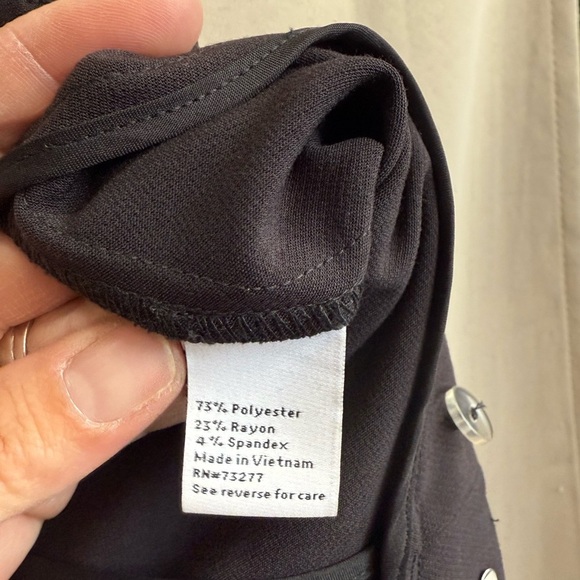 73% Polyester
23% Rayon
4% Spandex
Made in Vietnam
RN#73277
See reverse for care